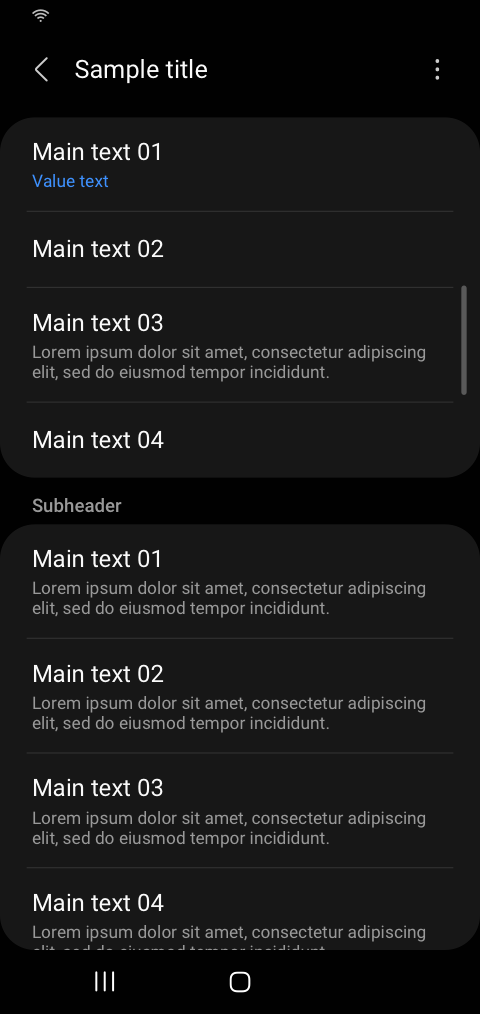 Sample title
Main text 01
Value text
Main text 02
Main text 03
Lorem ipsum dolor sit amet, consectetur adipiscing
elit, sed do eiusmod tempor incididunt.
Main text 04
Subheader
Main text 01
Lorem ipsum dolor sit amet, consectetur adipiscing
elit, sed do eiusmod tempor incididunt.
Main text 02
Lorem ipsum dolor sit amet, consectetur adipiscing
elit, sed do eiusmod tempor incididunt.
Main text 03
Lorem ipsum dolor sit amet, consectetur adipiscing
elit, sed do eiusmod tempor incididunt.
Main text 04
Lorem ipsum dolor sit amet, consectetur adipiscing